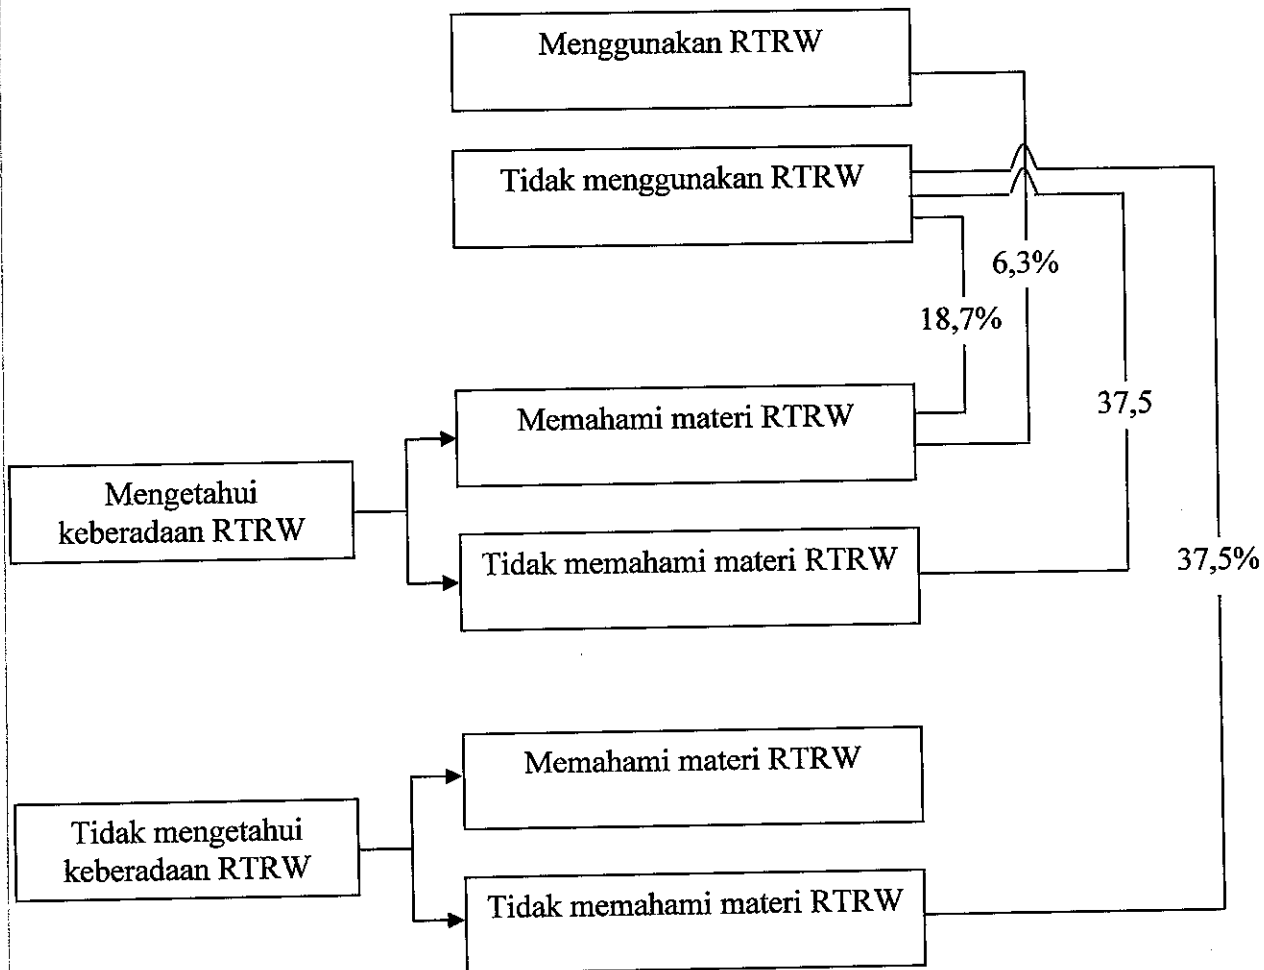 Menggunakan RTRW
Tidak menggunakan RTRW
6,3%
18,7%
Memahami materi RTRW
37,5
Mengetahui
keberadaan RTRW
Tidak memahami materi RTRW
37,5%
Memahami materi RTRW
Tidak mengetahui
keberadaan RTRW
Tidak memahami materi RTRW